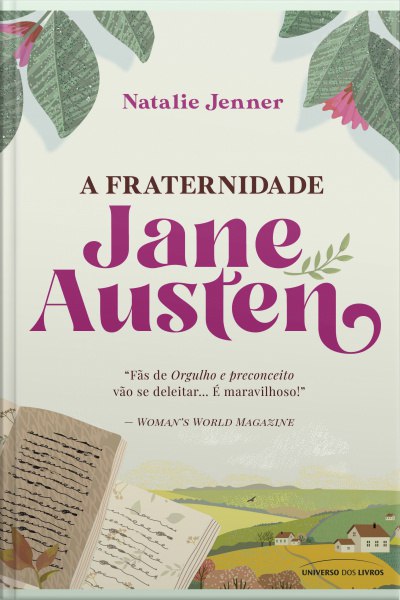 Natalie Jenner
A FRATERNIDADE
Jane
Austen
“Fãs de Orgulho e preconceito
vão se deleitar... É maravilhoso!”
— WOMAN’S WORLD MAGAZINE
UNIVERSO DOS LIVROS